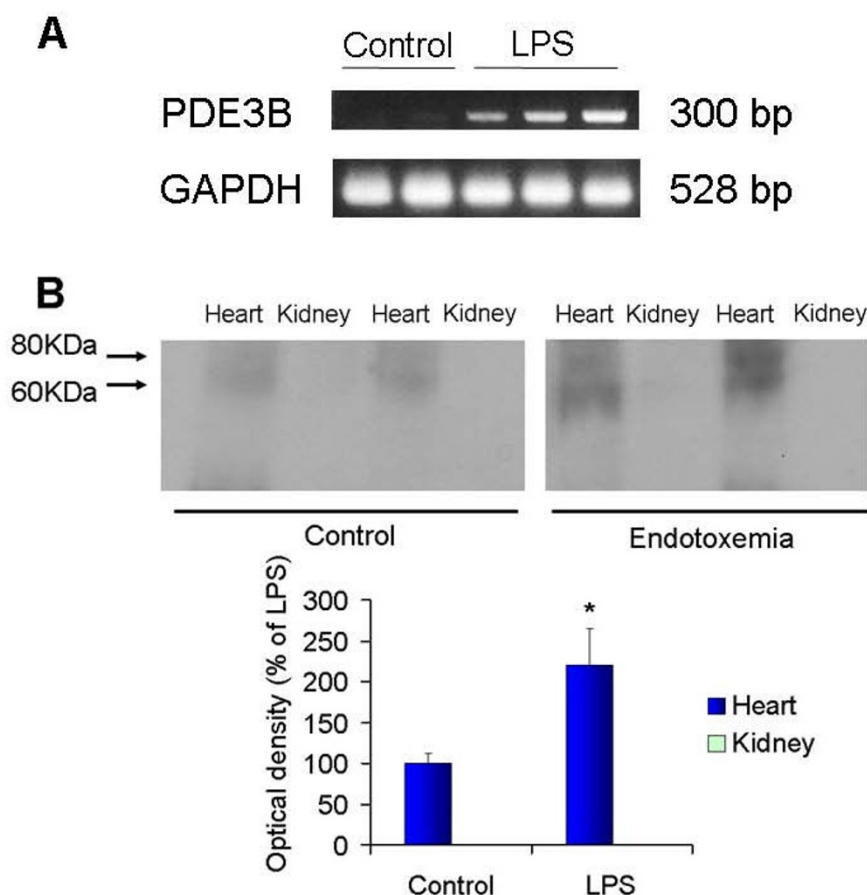 A
Control LPS
PDE3B 300 bp
GAPDH 528 bp
B
Heart Kidney Heart Kidney Heart Kidney Heart Kidney
80KDa
60KDa
Control Endotoxemia
Optical density (% of LPS)
300
250
200
150
100
50
0
*
Heart
Kidney
Control LPS